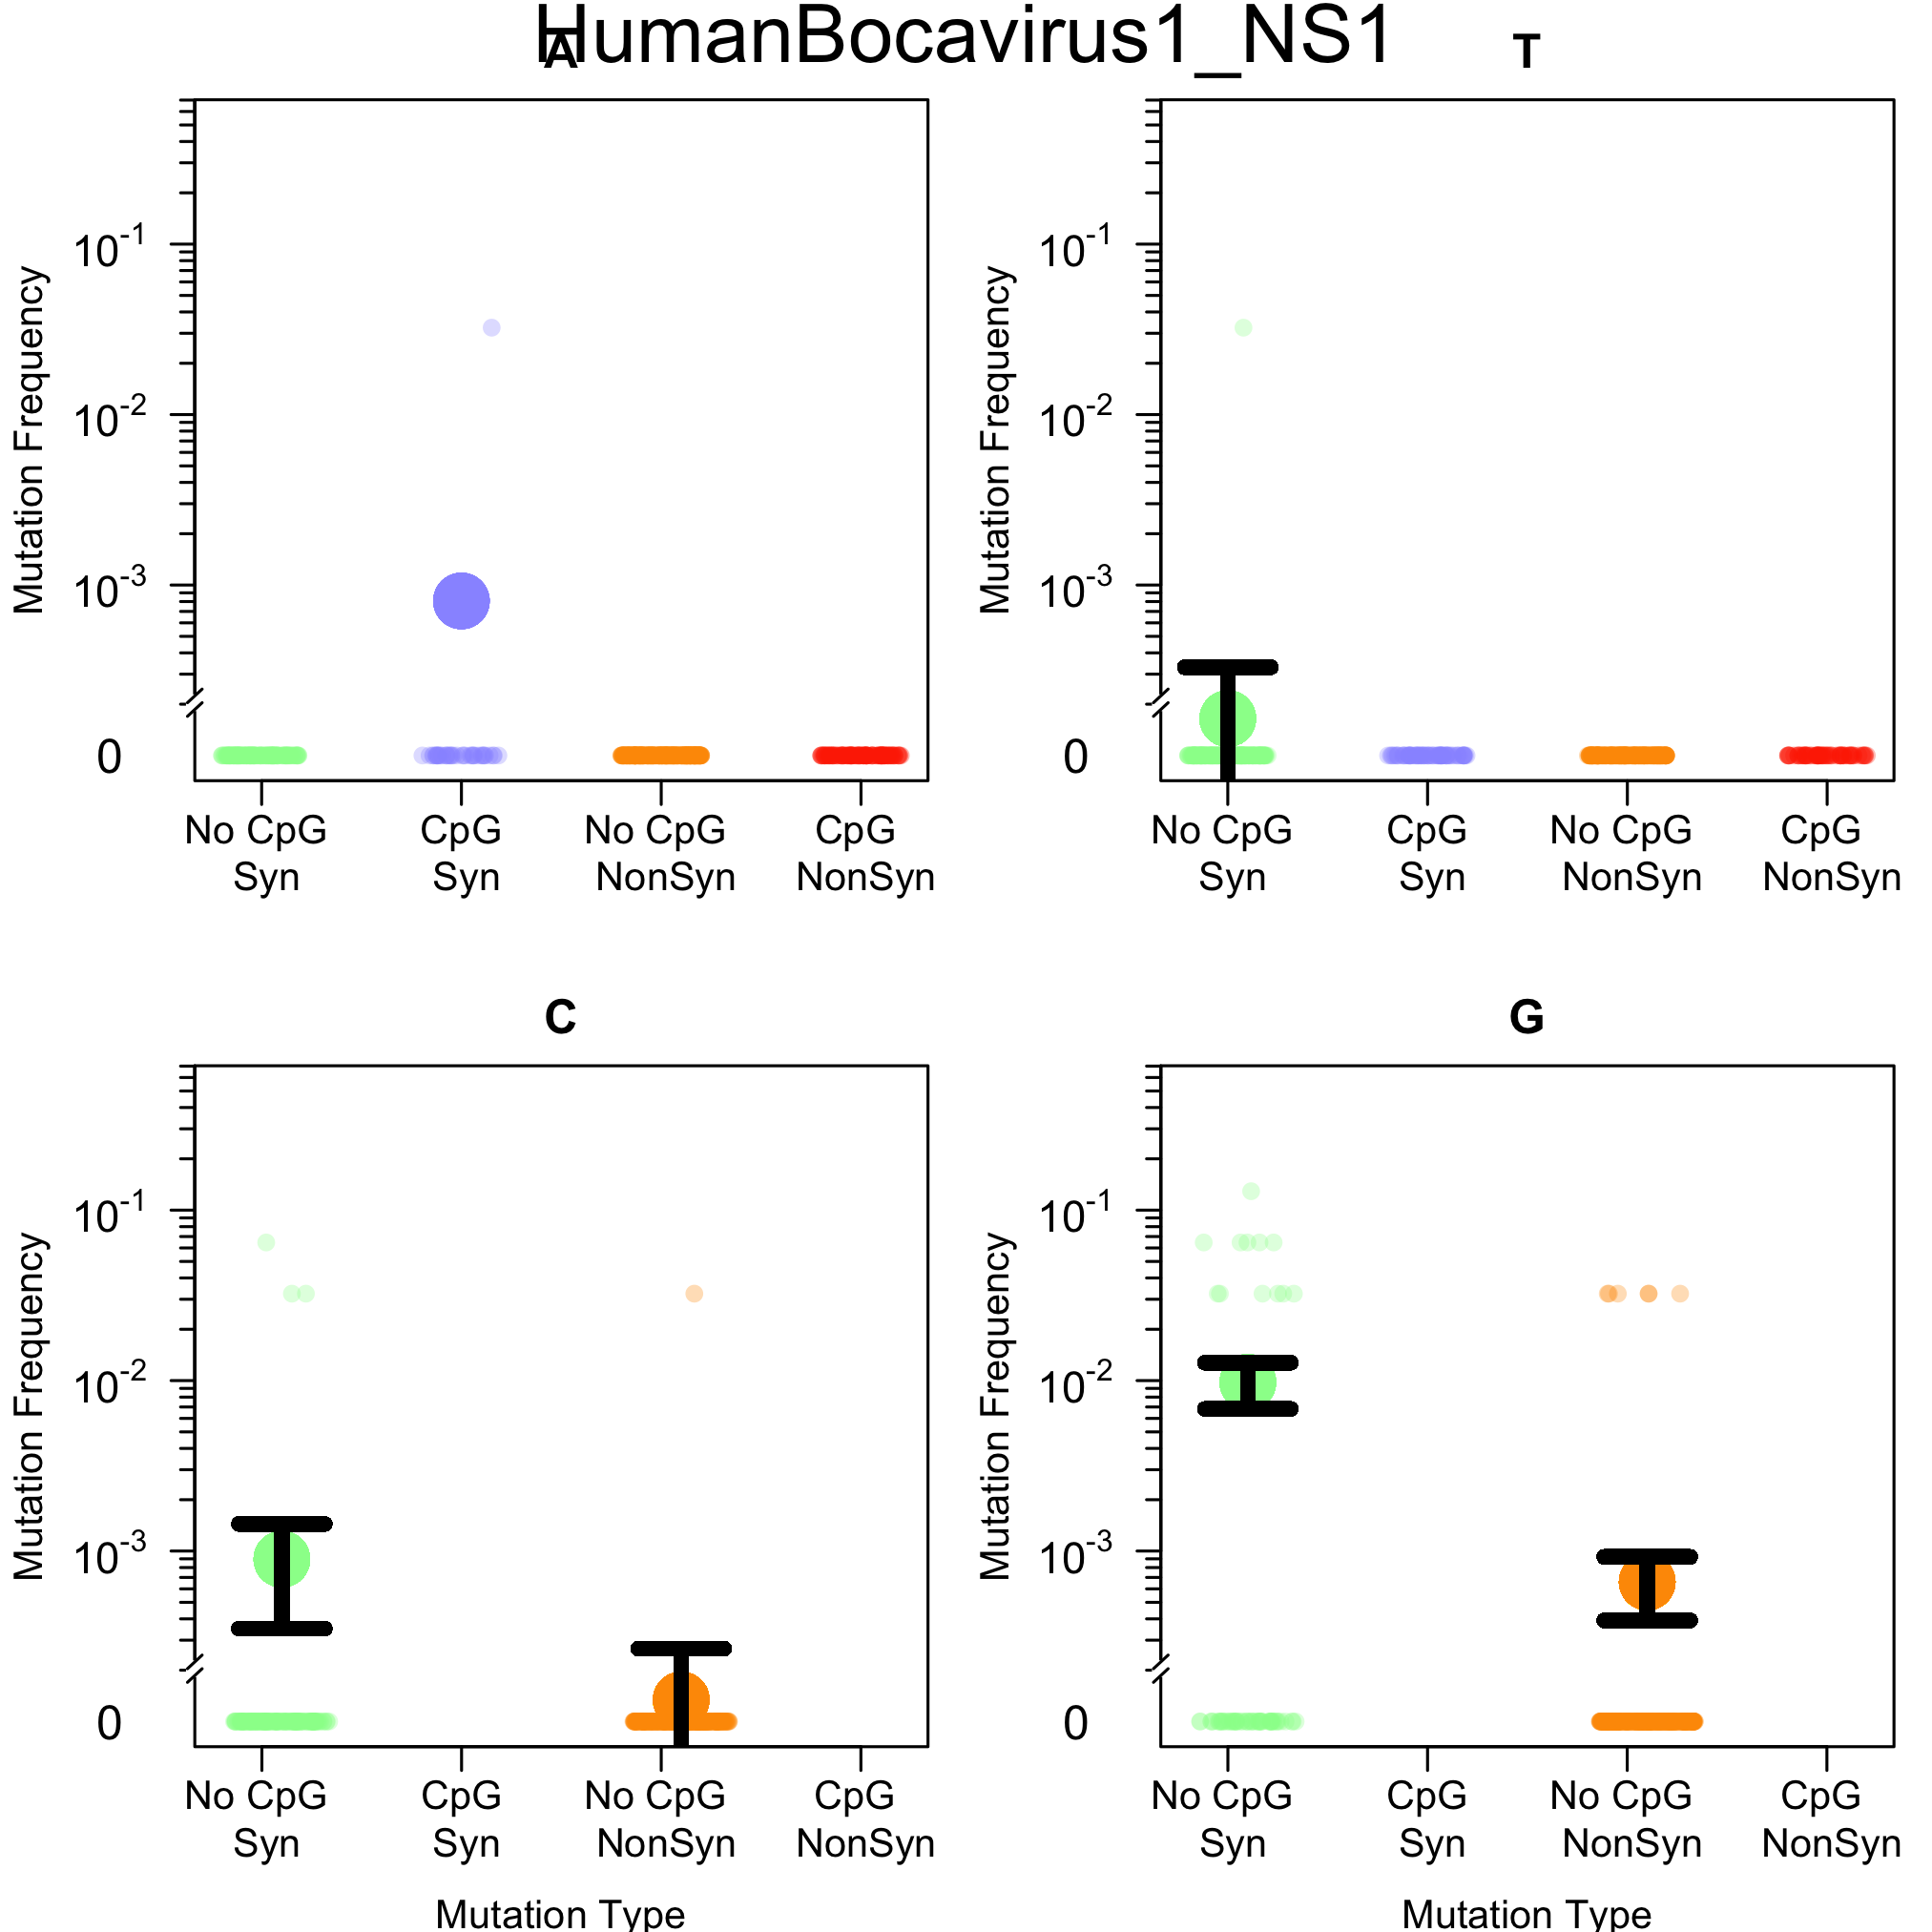 HumanBocavirus1_NS1
A
T
Mutation Frequency
10-1
10-2
10-3
0
No CpG Syn
CpG Syn
No CpG NonSyn
CpG NonSyn
Mutation Frequency
10-1
10-2
10-3
0
No CpG Syn
CpG Syn
No CpG NonSyn
CpG NonSyn
C
G
Mutation Frequency
10-1
10-2
10-3
0
No CpG Syn
CpG Syn
No CpG NonSyn
CpG NonSyn
Mutation Type
Mutation Frequency
10-1
10-2
10-3
0
No CpG Syn
CpG Syn
No CpG NonSyn
CpG NonSyn
Mutation Type